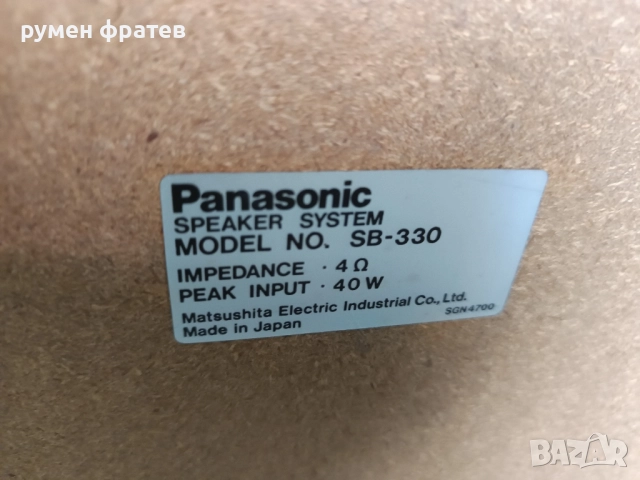 румен фратев
Panasonic
SPEAKER SYSTEM
MODEL NO. SB-330
IMPEDANCE · 4 Ω
PEAK INPUT · 40 W
Matsushita Electric Industrial Co., Ltd.
Made in Japan
SGN4700
BAZAR